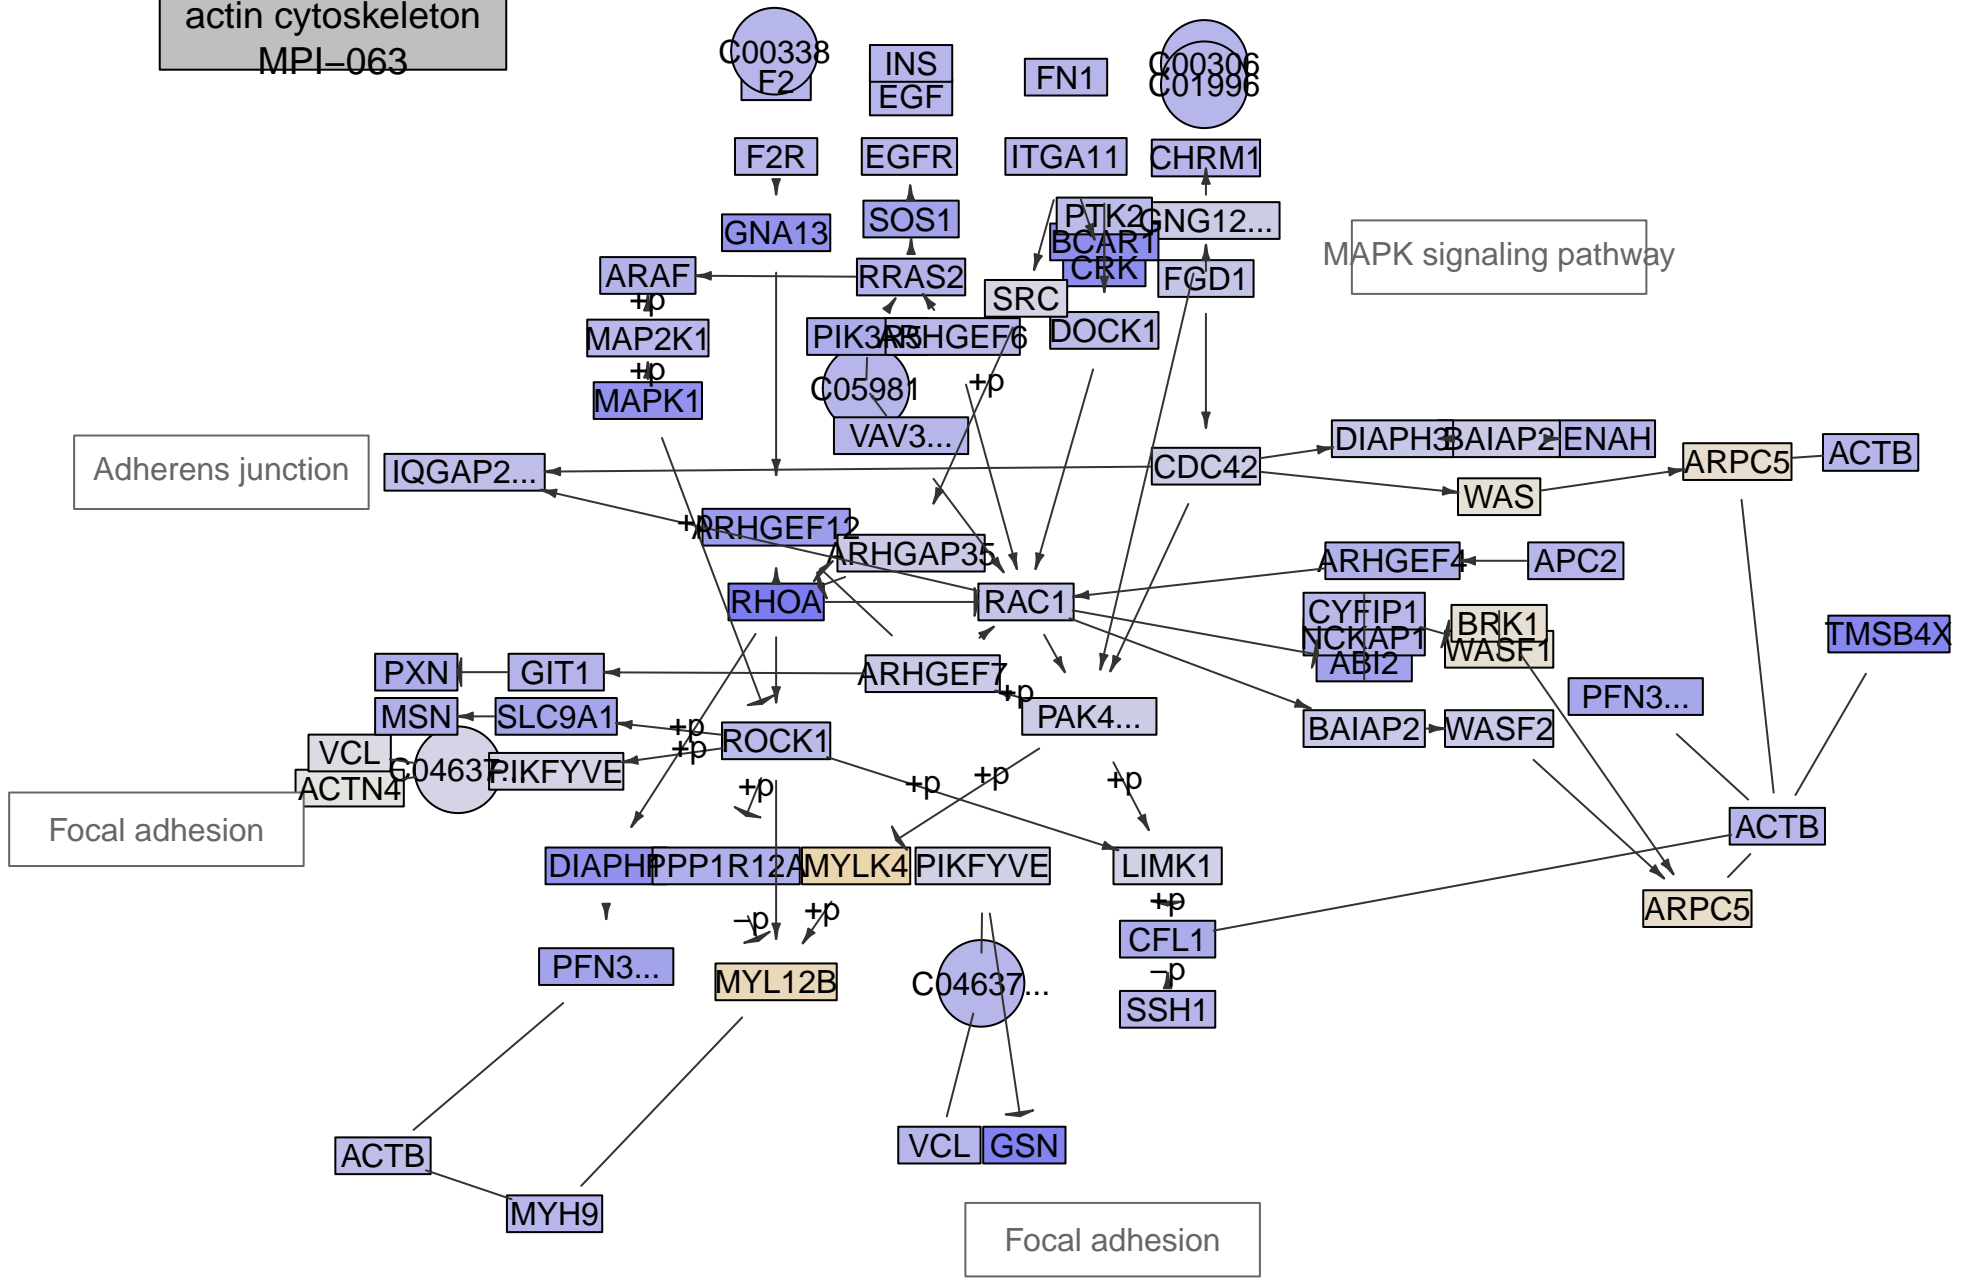 actin cytoskeleton
MPI−063
C00338
F2
INS
EGF
FN1
C00306
C01996
F2R
EGFR
ITGA11
CHRM1
GNA13
SOS1
PTK2
GNG12...
BCAR1
CRK
MAPK signaling pathway
ARAF
RRAS2
SRC
FGD1
+p
MAP2K1
ARHGEF6
DOCK1
+p
MAPK1
C05981
+p
VAV3...
DIAPH3
BAIAP2
ENAH
ARPC5
ACTB
Adherens junction
IQGAP2...
CDC42
WAS
+p
ARHGEF12
ARHGAP35
ARHGEF4
APC2
RHOA
RAC1
CYFIP1
NCKAP1
ABI2
BRK1
WASF1
TMSB4X
PXN
GIT1
ARHGEF7
+p
PFN3...
MSN
SLC9A1
+p
PAK4...
BAIAP2
WASF2
VCL
ACTN4
C04637...
PIKFYVE
+p
ROCK1
+p
+p
+p
+p
Focal adhesion
ACTB
PPP1R12A
MYLK4
PIKFYVE
LIMK1
−p
+p
+p
ARPC5
CFL1
PFN3...
MYL12B
C04637...
−p
SSH1
ACTB
VCL
GSN
MYH9
Focal adhesion